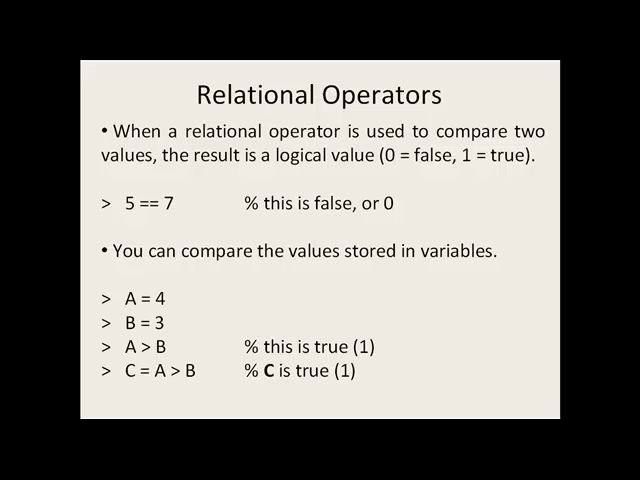 Relational Operators
• When a relational operator is used to compare two
values, the result is a logical value (0 = false, 1 = true).
> 5 == 7 % this is false, or 0
• You can compare the values stored in variables.
> A = 4
> B = 3
> A > B % this is true (1)
> C = A > B % C is true (1)